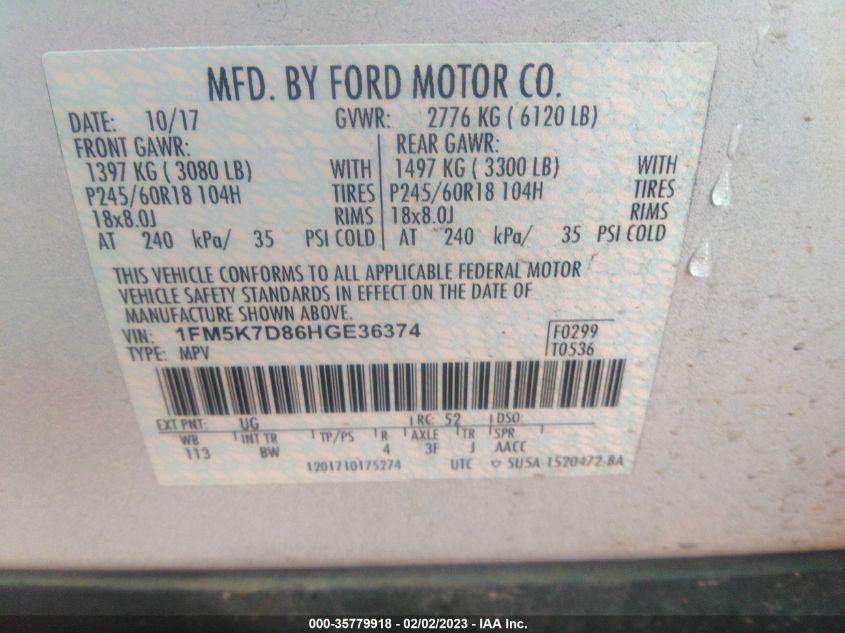 MFD. BY FORD MOTOR CO.
DATE: 10/17 GVWR: 2776 KG ( 6120 LB)
FRONT GAWR: REAR GAWR:
1397 KG ( 3080 LB) WITH 1497 KG ( 3300 LB) WITH
P245/60R18 104H TIRES P245/60R18 104H TIRES
18x8.0J RIMS 18x8.0J RIMS
AT 240 kPa/ 35 PSI COLD AT 240 kPa/ 35 PSI COLD
THIS VEHICLE CONFORMS TO ALL APPLICABLE FEDERAL MOTOR
VEHICLE SAFETY STANDARDS IN EFFECT ON THE DATE OF
MANUFACTURE SHOWN ABOVE.
VIN: 1FM5K7D86HGE36374 F0299
TYPE: MPV T0536
EXT PNT: UG RC: 52 DSO:
WB INT TR TP/PS R AXLE TR SPR
113 BW 4 3F J AACC
1201710175274 UTC 5U5A-1520472-BA
000-35779918 - 02/02/2023 - IAA Inc.